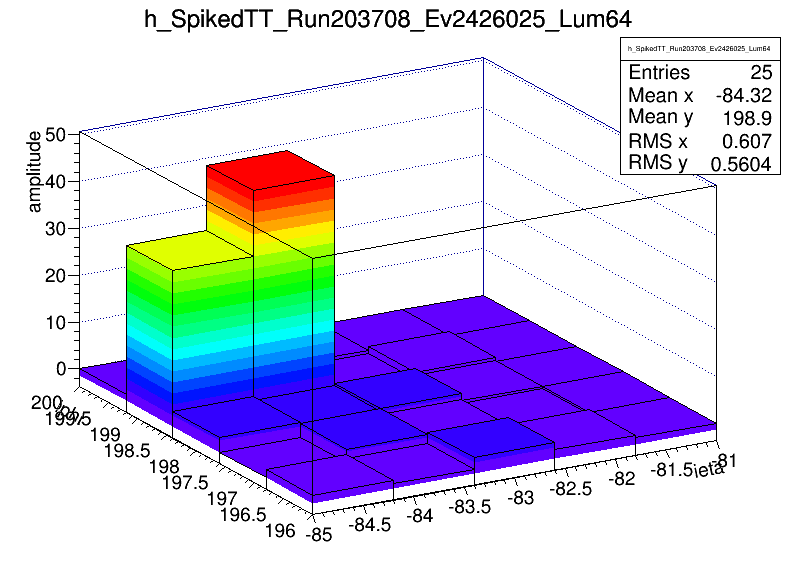 h_SpikedTT_Run203708_Ev2426025_Lum64
h_SpikedTT_Run203708_Ev2426025_Lum64
Entries 25
Mean x -84.32
Mean y 198.9
RMS x 0.607
RMS y 0.5604
amplitude
50
40
30
20
10
0
200
199.5
199
198.5
198
197.5
197
196.5
196
-85
-84.5
-84
-83.5
-83
-82.5
-82
-81.5
-81
ieta